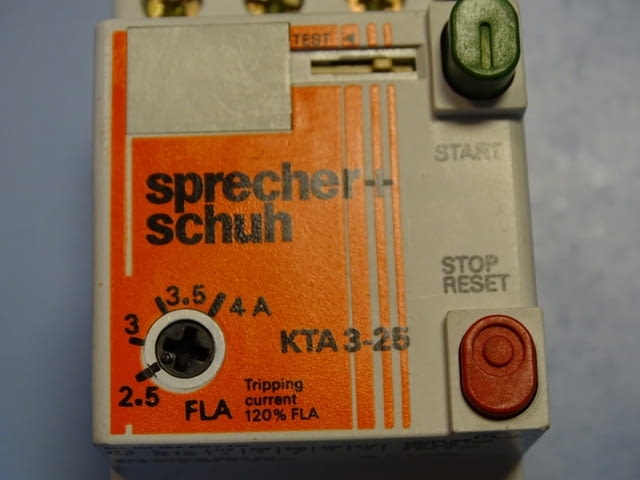 TEST
START
sprecher+
schuh
STOP
RESET
3.5
4 A
3
KTA 3-25
2.5
FLA
Tripping
current
120% FLA